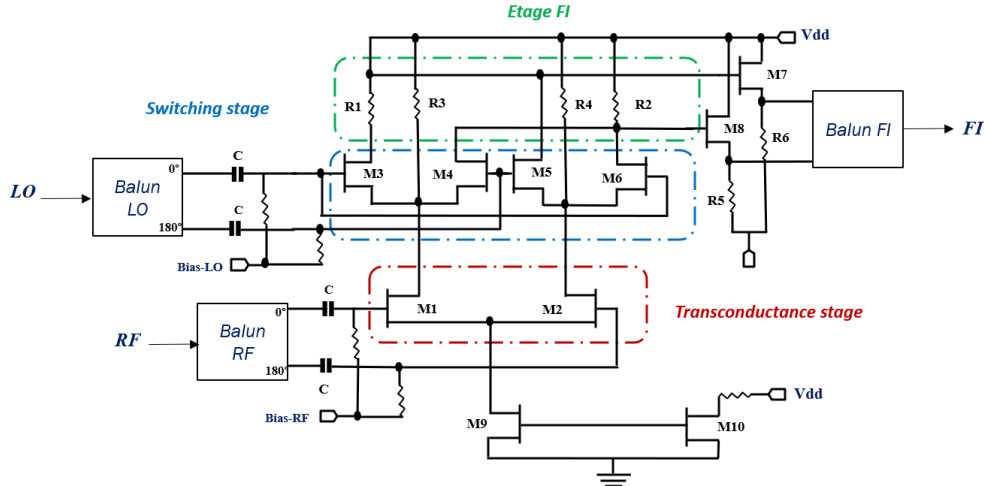 Etage FI
Vdd
M7
R1
R3
R4
R2
Switching stage
M8
R6
Balun FI
FI
C
0°
M3
M4
M5
M6
LO
Balun LO
C
180°
R5
Bias-LO
C
0°
M1
M2
Transconductance stage
RF
Balun RF
180°
C
Bias-RF
Vdd
M9
M10